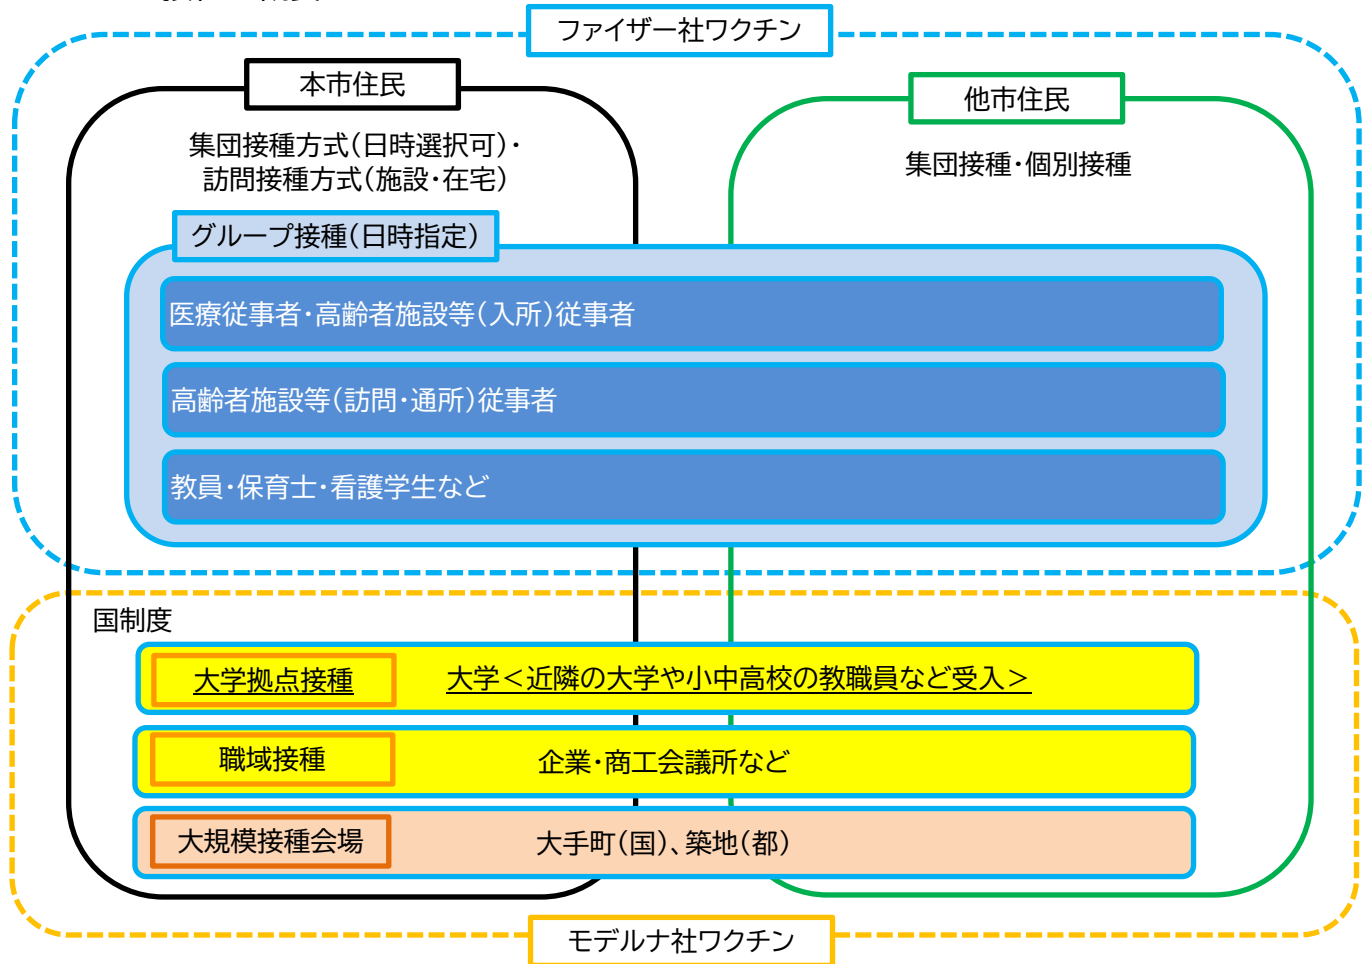 ファイザー社ワクチン
本市住民
他市住民
集団接種方式(日時選択可)・
訪問接種方式(施設・在宅)
集団接種・個別接種
グループ接種(日時指定)
医療従事者・高齢者施設等(入所)従事者
高齢者施設等(訪問・通所)従事者
教員・保育士・看護学生など
国制度
大学拠点接種
大学＜近隣の大学や小中高校の教職員など受入＞
職域接種
企業・商工会議所など
大規模接種会場
大手町(国)、築地(都)
モデルナ社ワクチン